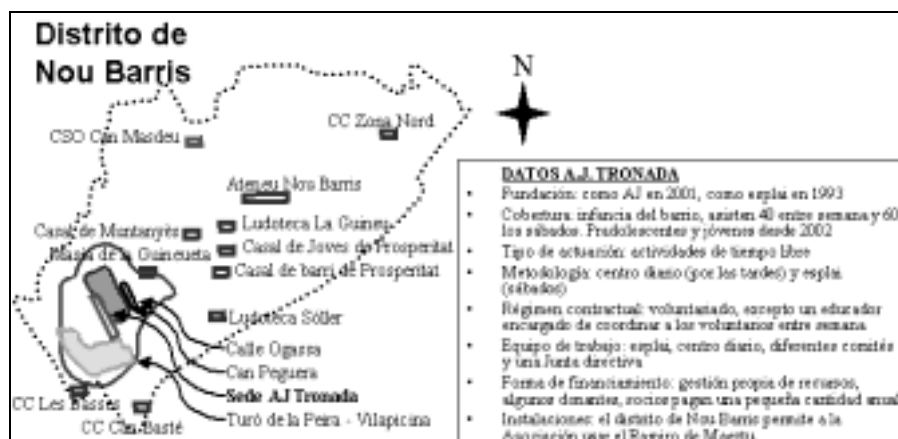 Distrito de
Nou Barris
N
CSO Can Masdeu
CC Zona Nord
Ateneu Nou Barris
Ludoteca La Guineu
Casal de Muntanyès
Casal de Joves de Prosperitat
Masia de la Guineueta
Casal de barri de Prosperitat
Ludoteca Sóller
Calle Ogassa
Can Peguera
Sede AJ Tronada
CC Les Basses
Turó de la Peira - Vilapicina
CC Can Basté
DATOS A.J. TRONADA
• Fundación: como AJ en 2001, como esplai en 1993
• Cobertura: infancia del barrio, asisten 40 entre semana y 60
los sábados. Preadolescentes y jóvenes desde 2002
• Tipo de actuación: actividades de tiempo libre
• Metodología: centro diario (por las tardes) y esplai
(sábados)
• Régimen contractual: voluntariado, excepto un educador
encargado de coordinar a los voluntarios entre semana
• Equipo de trabajo: esplai, centro diario, diferentes comités
y una Junta directiva
• Forma de financiamiento: gestión propia de recursos,
algunos donantes, socios pagan una pequeña cantidad anual
• Instalaciones: el distrito de Nou Barris permite a la
Asociación usar el